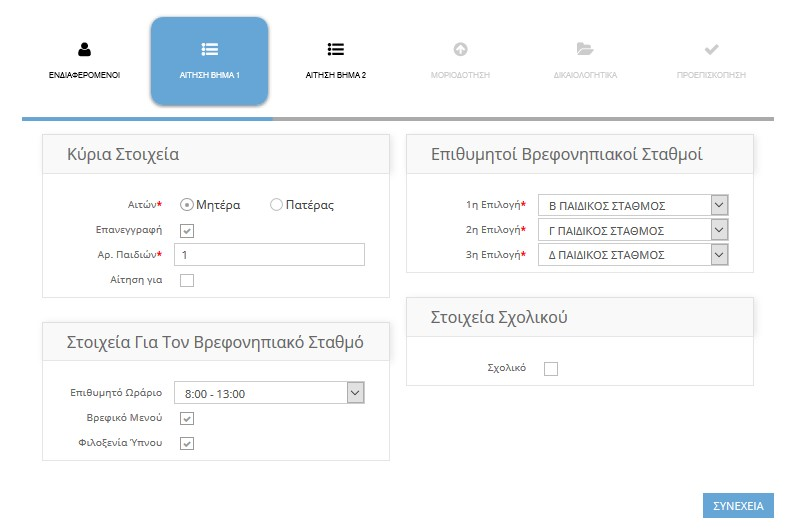 ΕΝΔΙΑΦΕΡΟΜΕΝΟΙ
ΑΙΤΗΣΗ ΒΗΜΑ 1
ΑΙΤΗΣΗ ΒΗΜΑ 2
ΜΟΡΙΟΔΟΤΗΣΗ
ΔΙΚΑΙΟΛΟΓΗΤΙΚΑ
ΠΡΟΕΠΙΣΚΟΠΗΣΗ
Κύρια Στοιχεία
Αιτών* Μητέρα Πατέρας
Επανεγγραφή
Αρ. Παιδιών* 1
Αίτηση για
Στοιχεία Για Τον Βρεφονηπιακό Σταθμό
Επιθυμητό Ωράριο 8:00 - 13:00
Βρεφικό Μενού
Φιλοξενία Ύπνου
Επιθυμητοί Βρεφονηπιακοί Σταθμοί
1η Επιλογή* Β ΠΑΙΔΙΚΟΣ ΣΤΑΘΜΟΣ
2η Επιλογή* Γ ΠΑΙΔΙΚΟΣ ΣΤΑΘΜΟΣ
3η Επιλογή* Δ ΠΑΙΔΙΚΟΣ ΣΤΑΘΜΟΣ
Στοιχεία Σχολικού
Σχολικό
ΣΥΝΕΧΕΙΑ